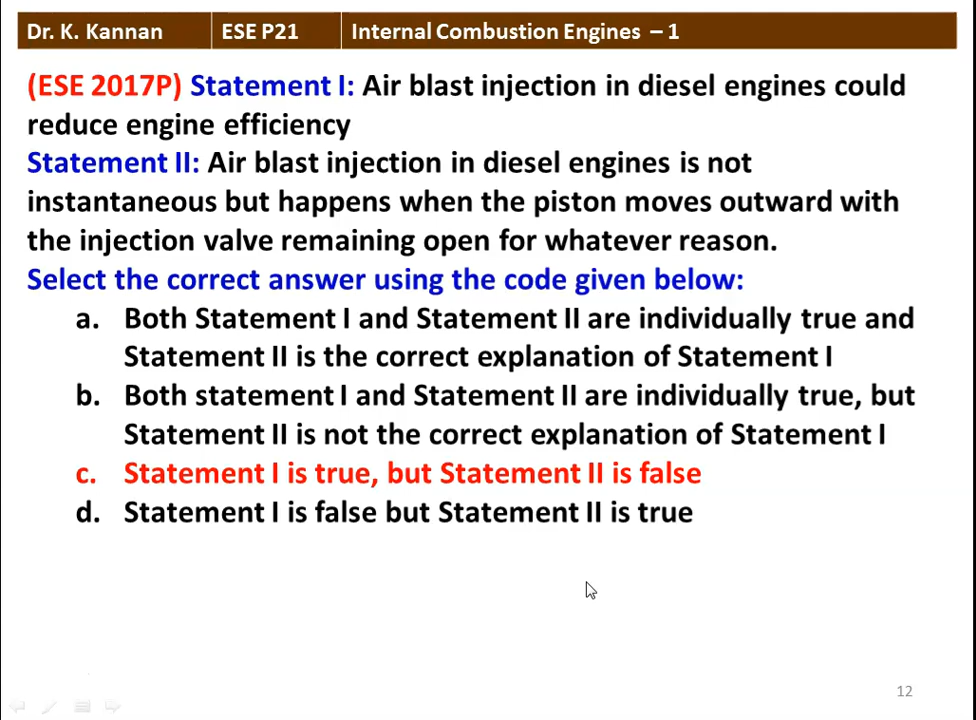 Dr. K. Kannan ESE P21 Internal Combustion Engines – 1
(ESE 2017P) Statement I: Air blast injection in diesel engines could
reduce engine efficiency
Statement II: Air blast injection in diesel engines is not
instantaneous but happens when the piston moves outward with
the injection valve remaining open for whatever reason.
Select the correct answer using the code given below:
a. Both Statement I and Statement II are individually true and
Statement II is the correct explanation of Statement I
b. Both statement I and Statement II are individually true, but
Statement II is not the correct explanation of Statement I
c. Statement I is true, but Statement II is false
d. Statement I is false but Statement II is true
12